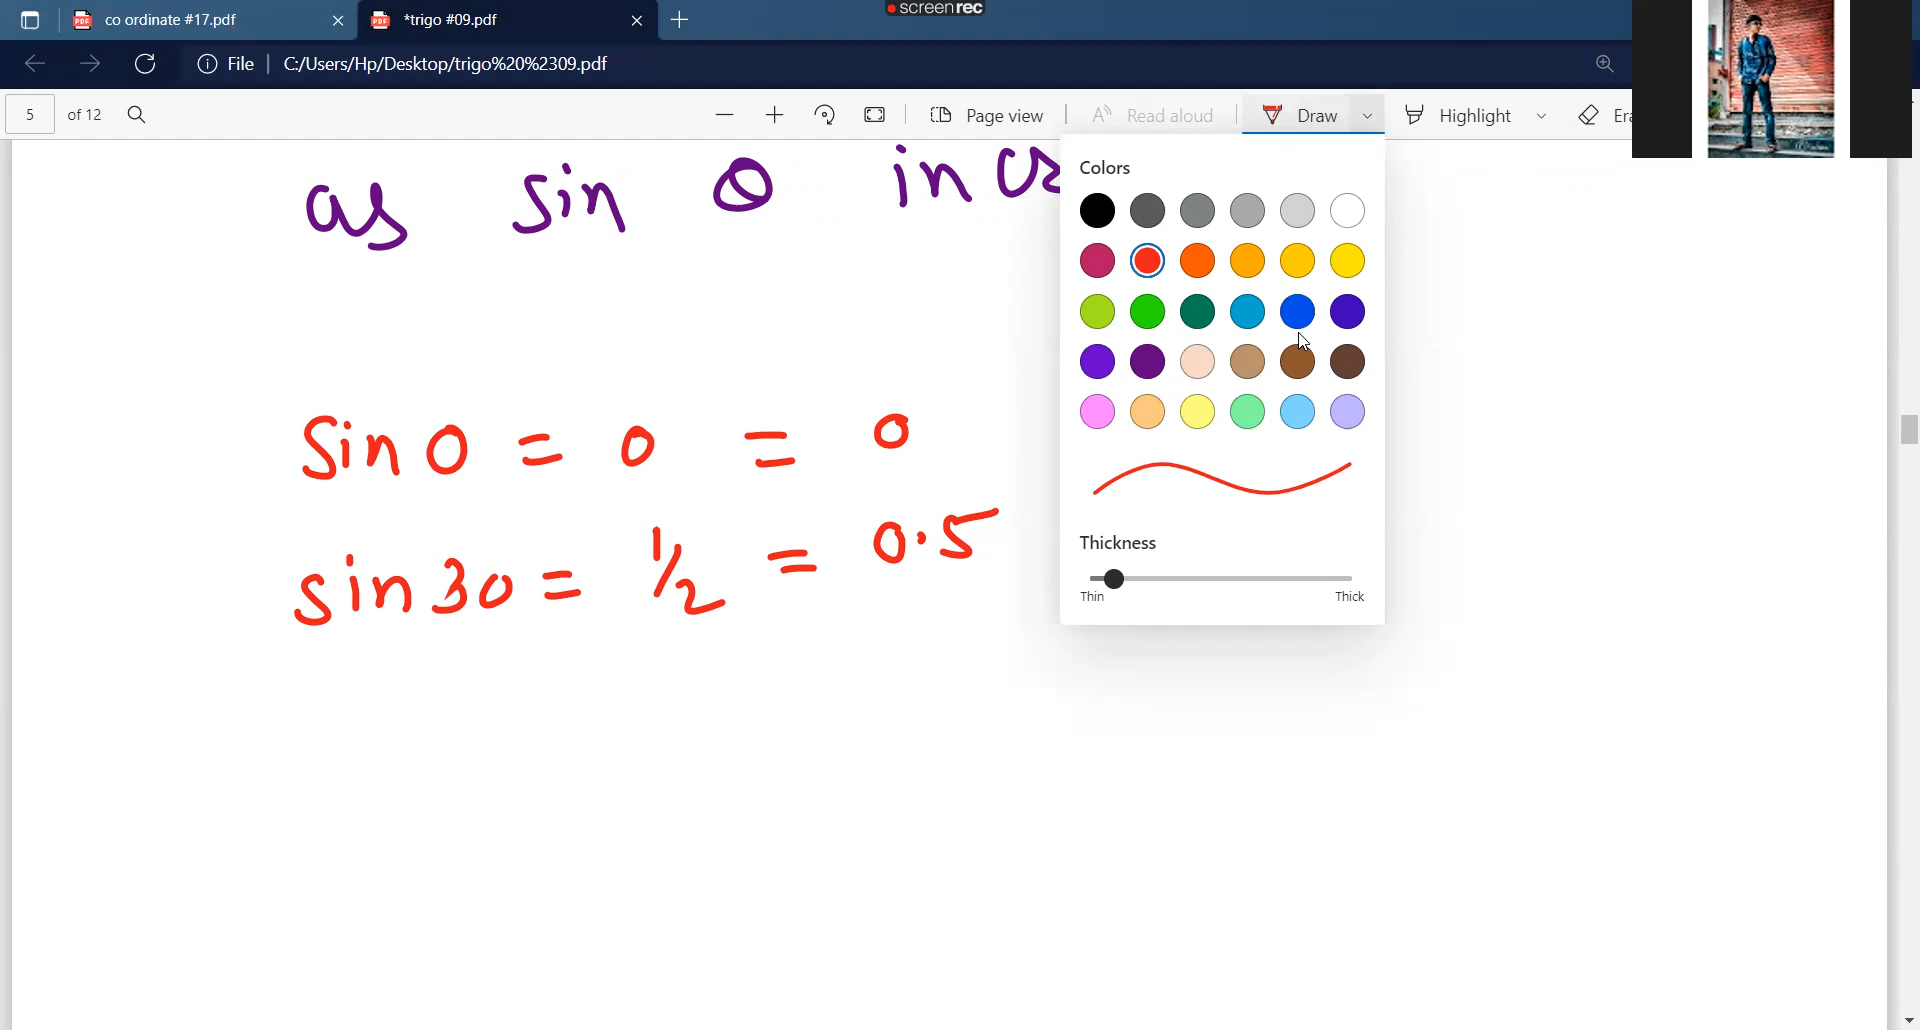 co ordinate #17.pdf
*trigo #09.pdf
screenrec
File
C:/Users/Hp/Desktop/trigo%20%2309.pdf
5 of 12
Page view
Read aloud
Draw
Highlight
as sin θ
Colors
sin 0 = 0 = 0
sin 30 = 1/2 = 0.5
Thickness
Thin
Thick